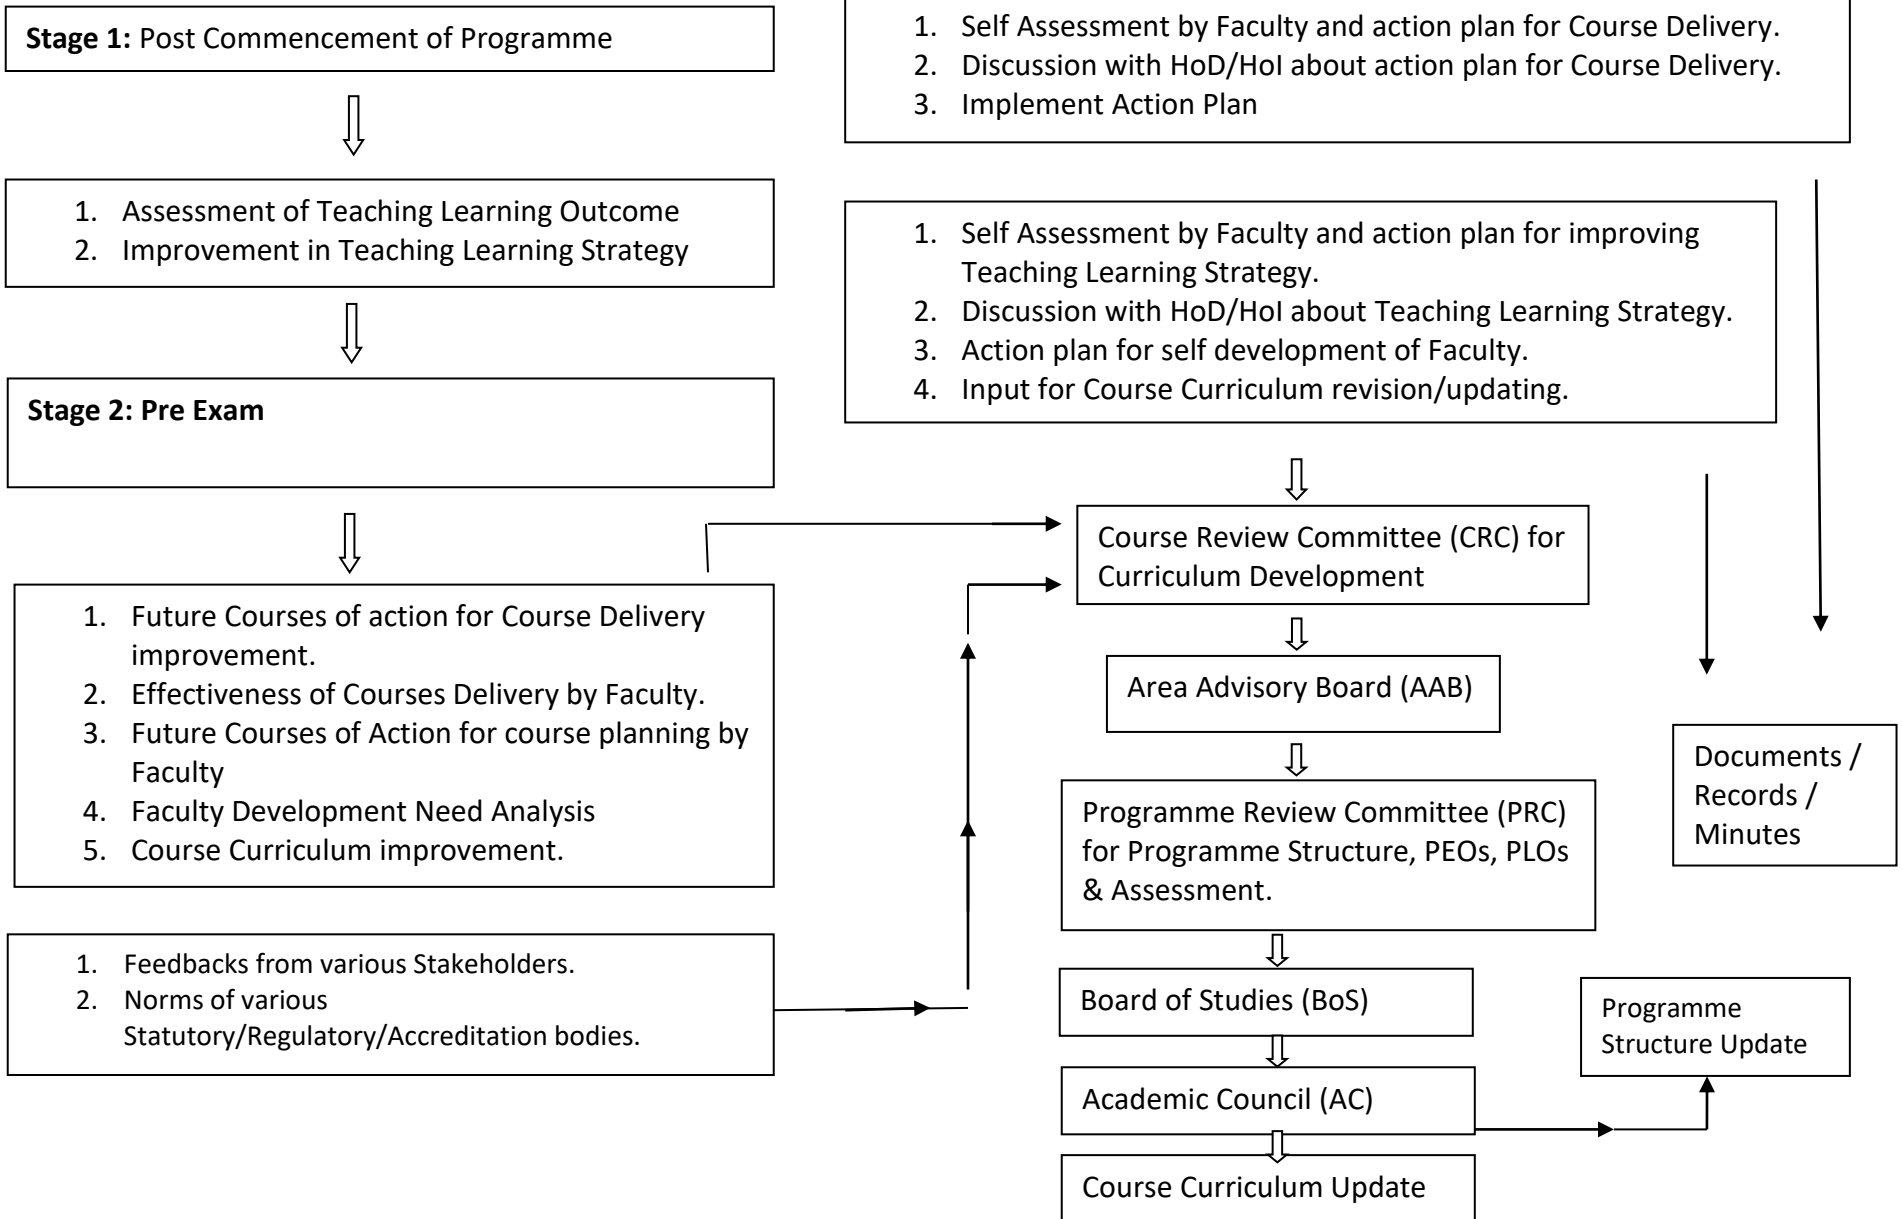 Stage 1: Post Commencement of Programme
1. Self Assessment by Faculty and action plan for Course Delivery.
2. Discussion with HoD/HoI about action plan for Course Delivery.
3. Implement Action Plan
1. Assessment of Teaching Learning Outcome
2. Improvement in Teaching Learning Strategy
1. Self Assessment by Faculty and action plan for improving
Teaching Learning Strategy.
2. Discussion with HoD/HoI about Teaching Learning Strategy.
3. Action plan for self development of Faculty.
4. Input for Course Curriculum revision/updating.
Stage 2: Pre Exam
Course Review Committee (CRC) for
Curriculum Development
1. Future Courses of action for Course Delivery
improvement.
2. Effectiveness of Courses Delivery by Faculty.
3. Future Courses of Action for course planning by
Faculty
4. Faculty Development Need Analysis
5. Course Curriculum improvement.
Area Advisory Board (AAB)
Documents /
Records /
Minutes
Programme Review Committee (PRC)
for Programme Structure, PEOs, PLOs
& Assessment.
1. Feedbacks from various Stakeholders.
2. Norms of various
Statutory/Regulatory/Accreditation bodies.
Board of Studies (BoS)
Programme
Structure Update
Academic Council (AC)
Course Curriculum Update